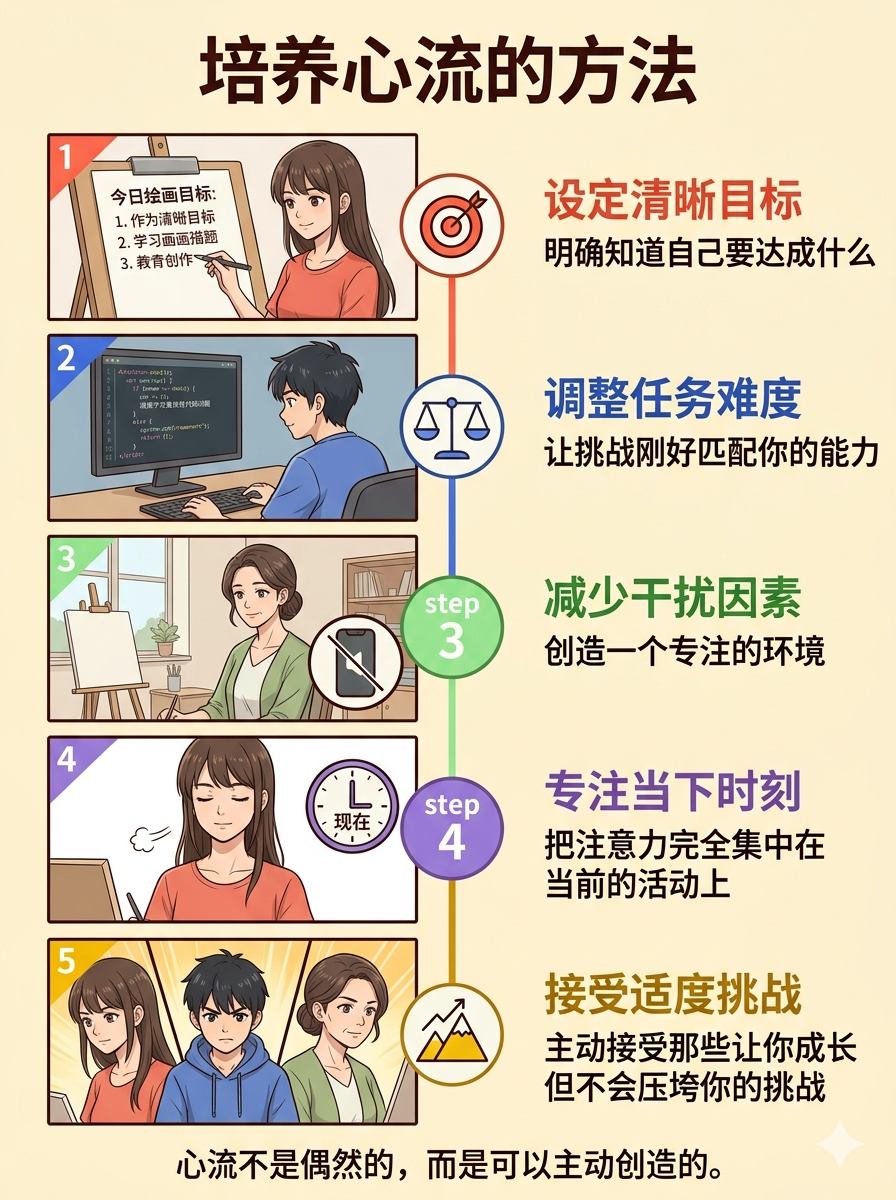 培养心流的方法
1
今日绘画目标:
1. 作为清晰目标
2. 学习画画措题
3. 教育创作
设定清晰目标
明确知道自己要达成什么
2
else {
调整任务难度
让挑战刚好匹配你的能力
3
step
3
减少干扰因素
创造一个专注的环境
4
现在
step
4
专注当下时刻
把注意力完全集中在
当前的活动上
5
接受适度挑战
主动接受那些让你成长
但不会压垮你的挑战
心流不是偶然的，而是可以主动创造的。